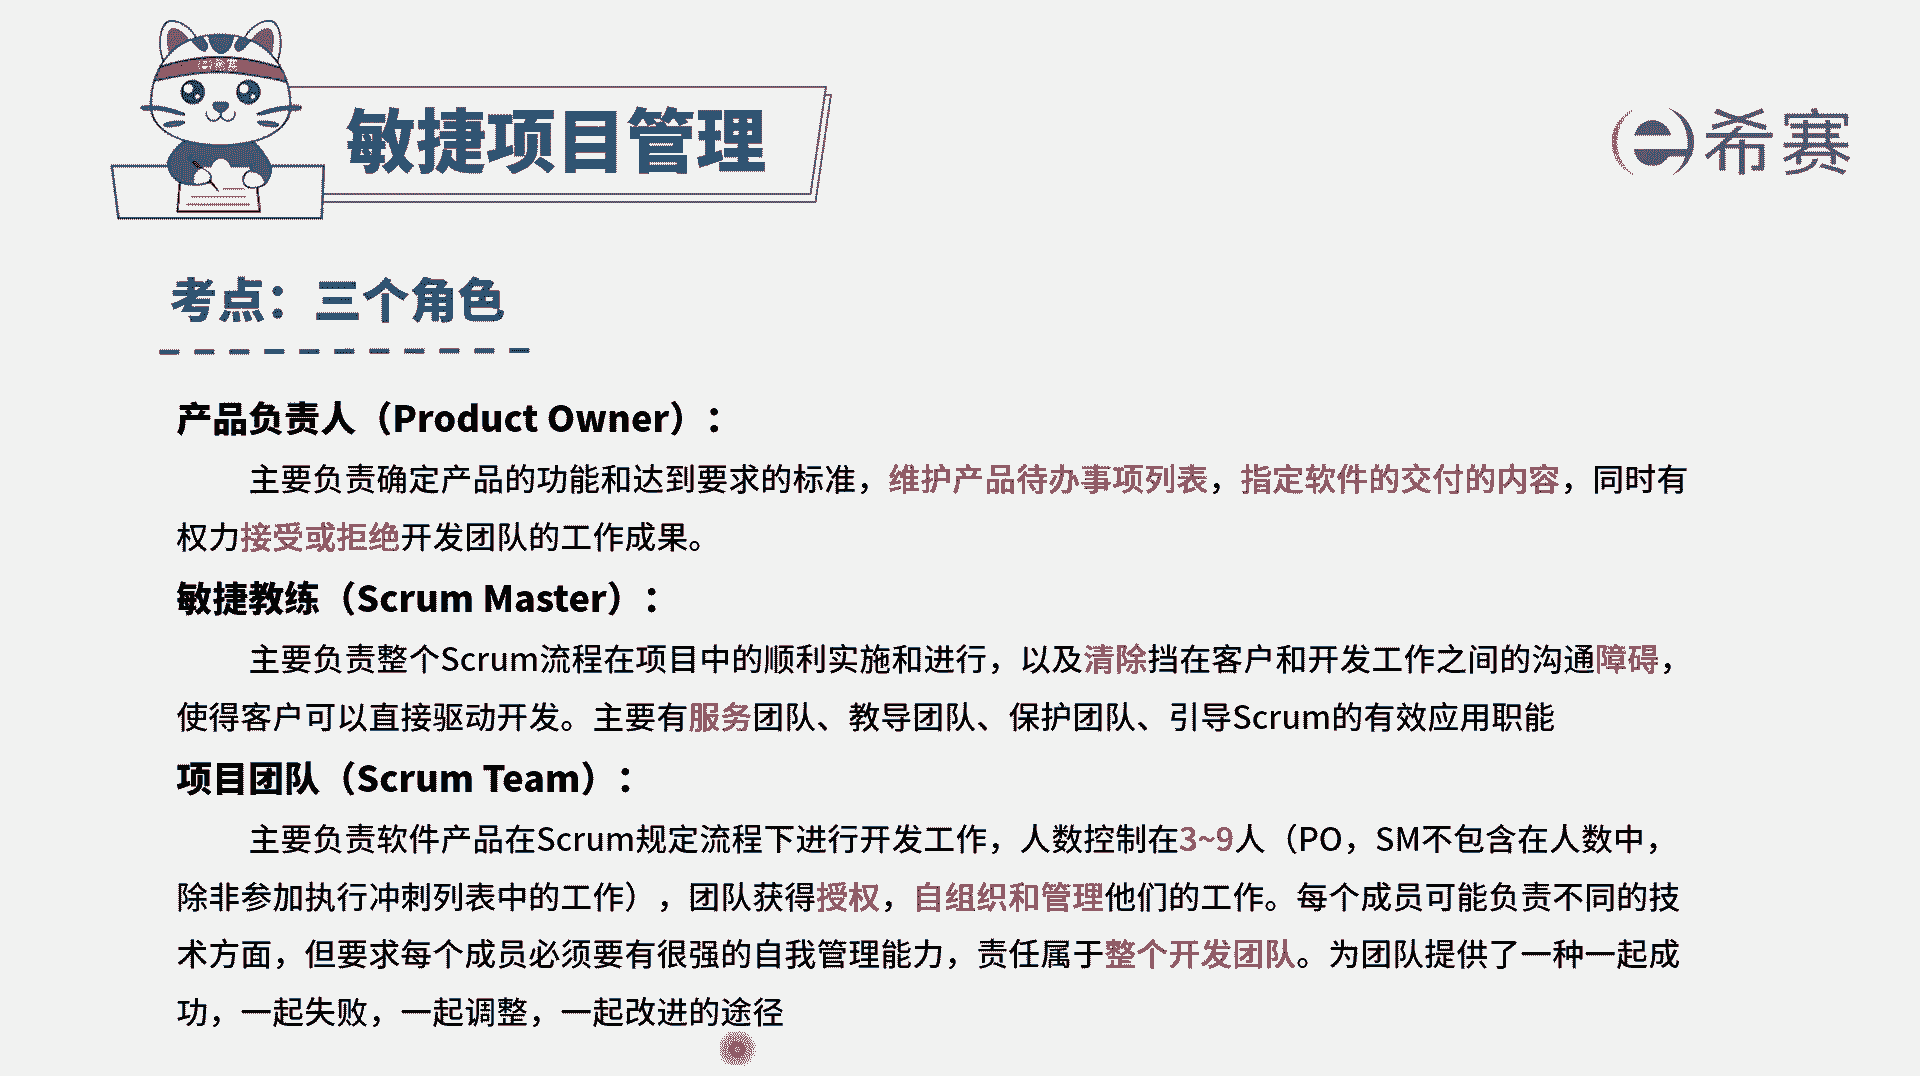 e希赛
敏捷项目管理
e希赛
考点：三个角色
产品负责人（Product Owner）：
主要负责确定产品的功能和达到要求的标准，维护产品待办事项列表，指定软件的交付的内容，同时有
权力接受或拒绝开发团队的工作成果。
敏捷教练（Scrum Master）：
主要负责整个Scrum流程在项目中的顺利实施和进行，以及清除挡在客户和开发工作之间的沟通障碍，
使得客户可以直接驱动开发。主要有服务团队、教导团队、保护团队、引导Scrum的有效应用职能
项目团队（Scrum Team）：
主要负责软件产品在Scrum规定流程下进行开发工作，人数控制在3~9人（PO，SM不包含在人数中，
除非参加执行冲刺列表中的工作），团队获得授权，自组织和管理他们的工作。每个成员可能负责不同的技
术方面，但要求每个成员必须要有很强的自我管理能力，责任属于整个开发团队。为团队提供了一种一起成
功，一起失败，一起调整，一起改进的途径